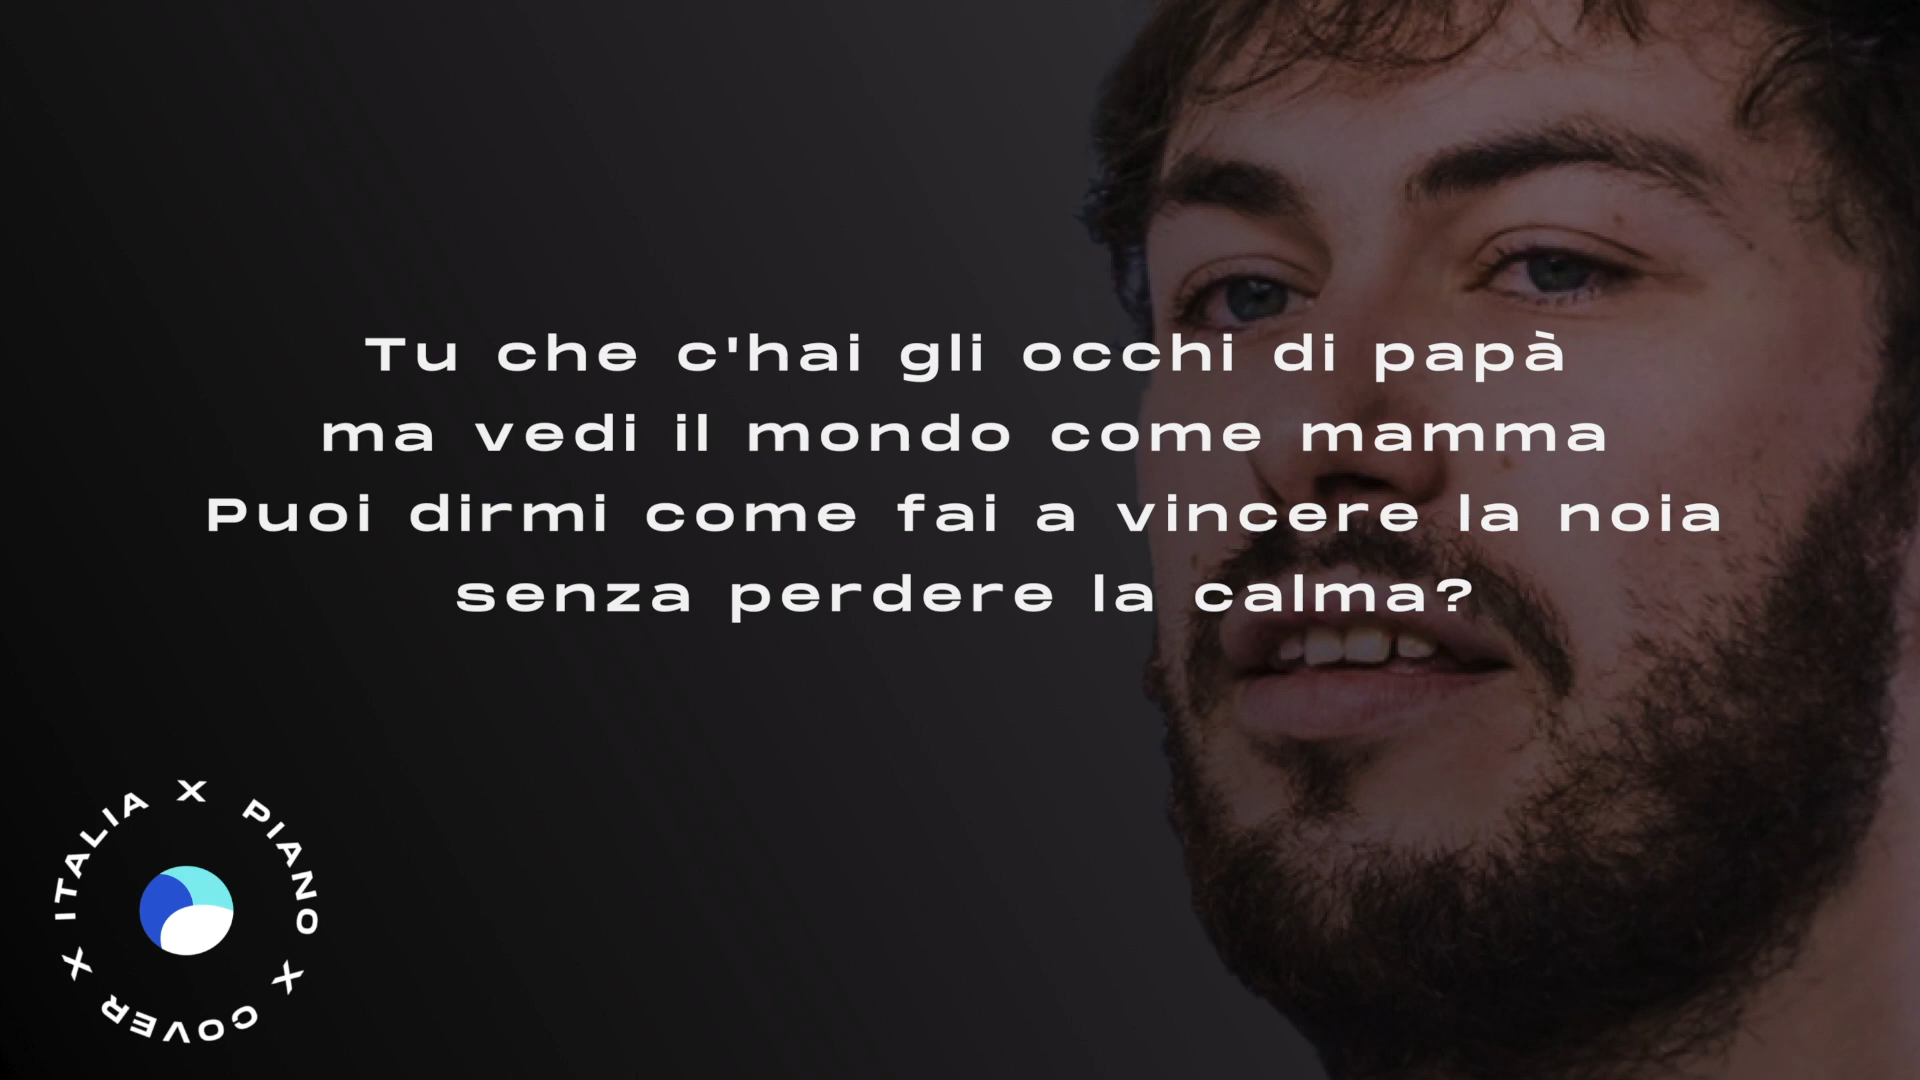 Tu che c'hai gli occhi di papà
ma vedi il mondo come mamma
Puoi dirmi come fai a vincere la noia
senza perdere la calma?
ITALIA X PIANO X COVER X